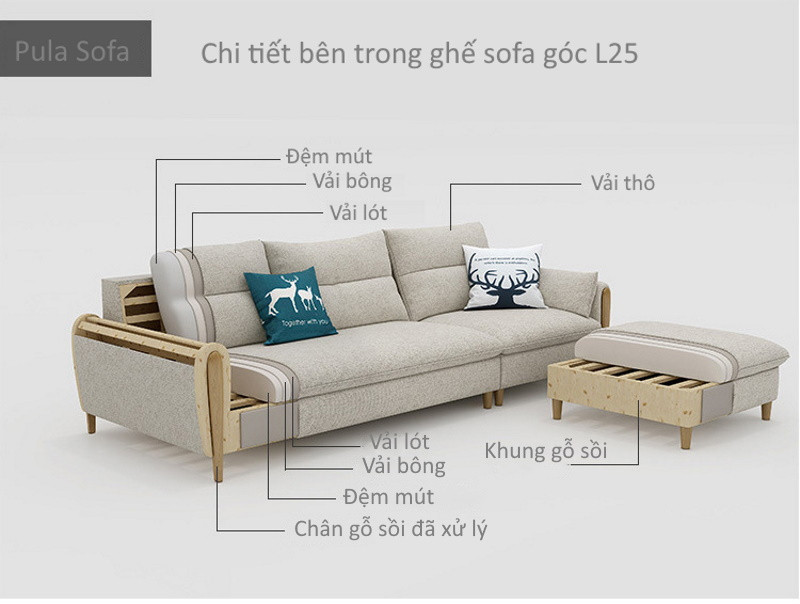 Pula Sofa
Chi tiết bên trong ghế sofa góc L25
Đệm mút
Vải bông
Vải lót
Vải thô
Together with you
Vải lót
Vải bông
Đệm mút
Khung gỗ sồi
Chân gỗ sồi đã xử lý